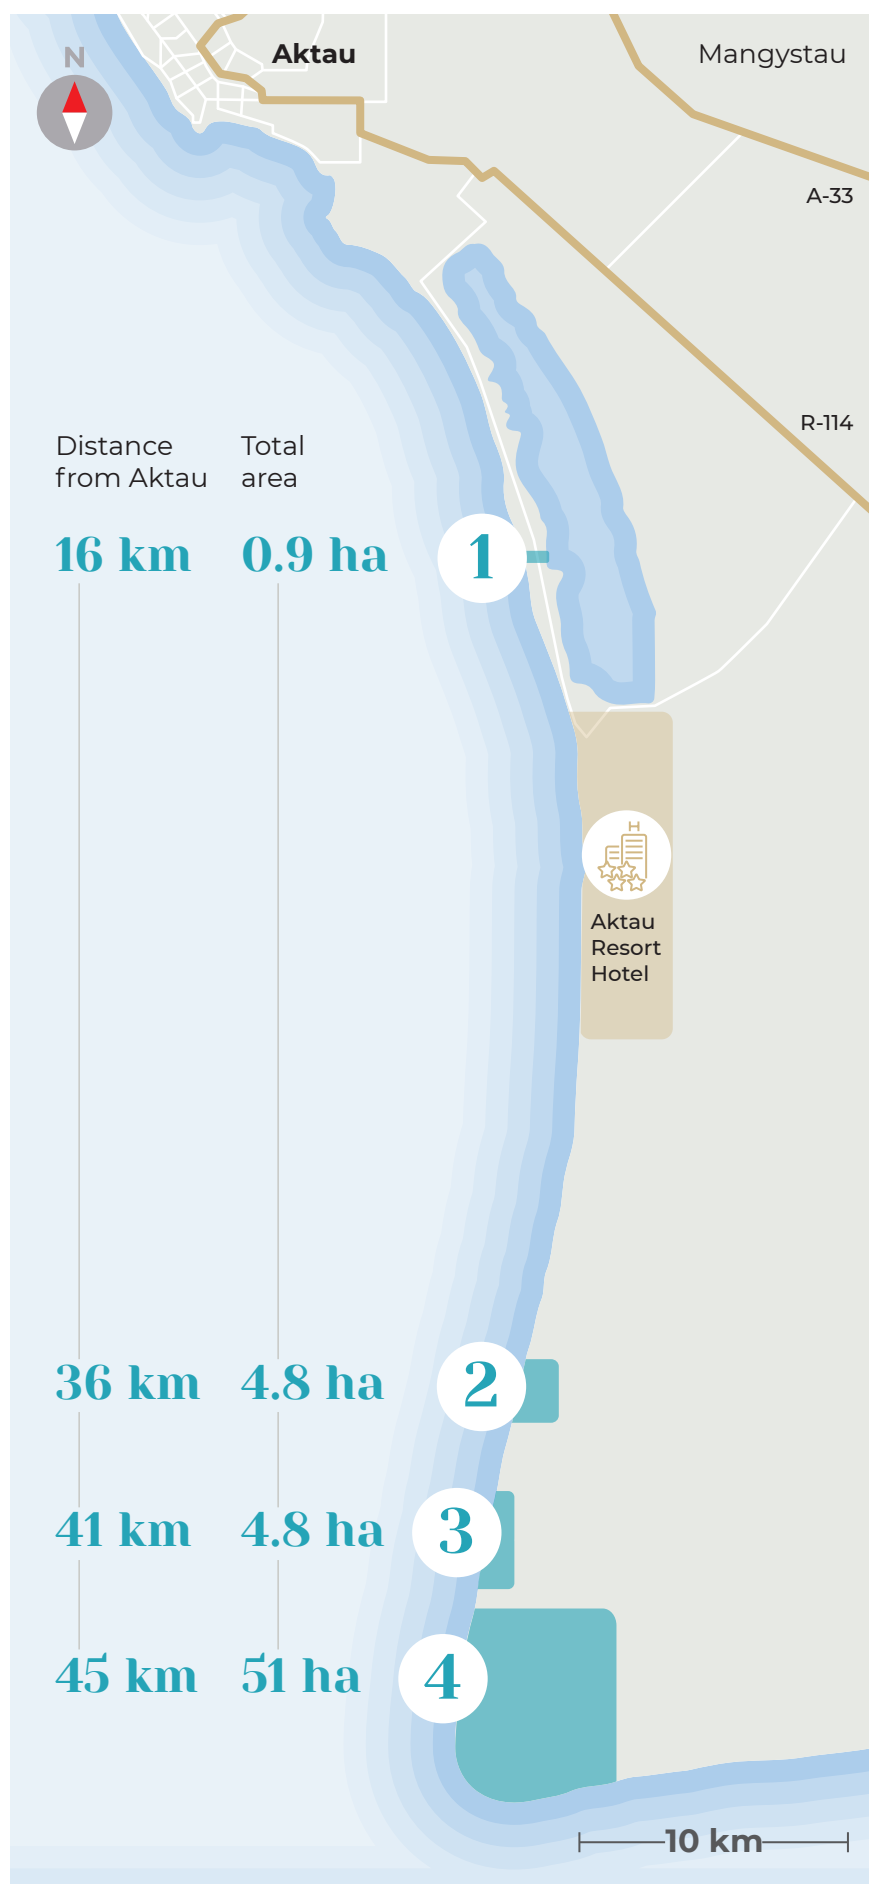 N
Aktau
Mangystau
A-33
R-114
Distance
from Aktau
Total
area
16 km
0.9 ha
1
H
Aktau
Resort
Hotel
36 km
4.8 ha
2
41 km
4.8 ha
3
45 km
51 ha
4
10 km